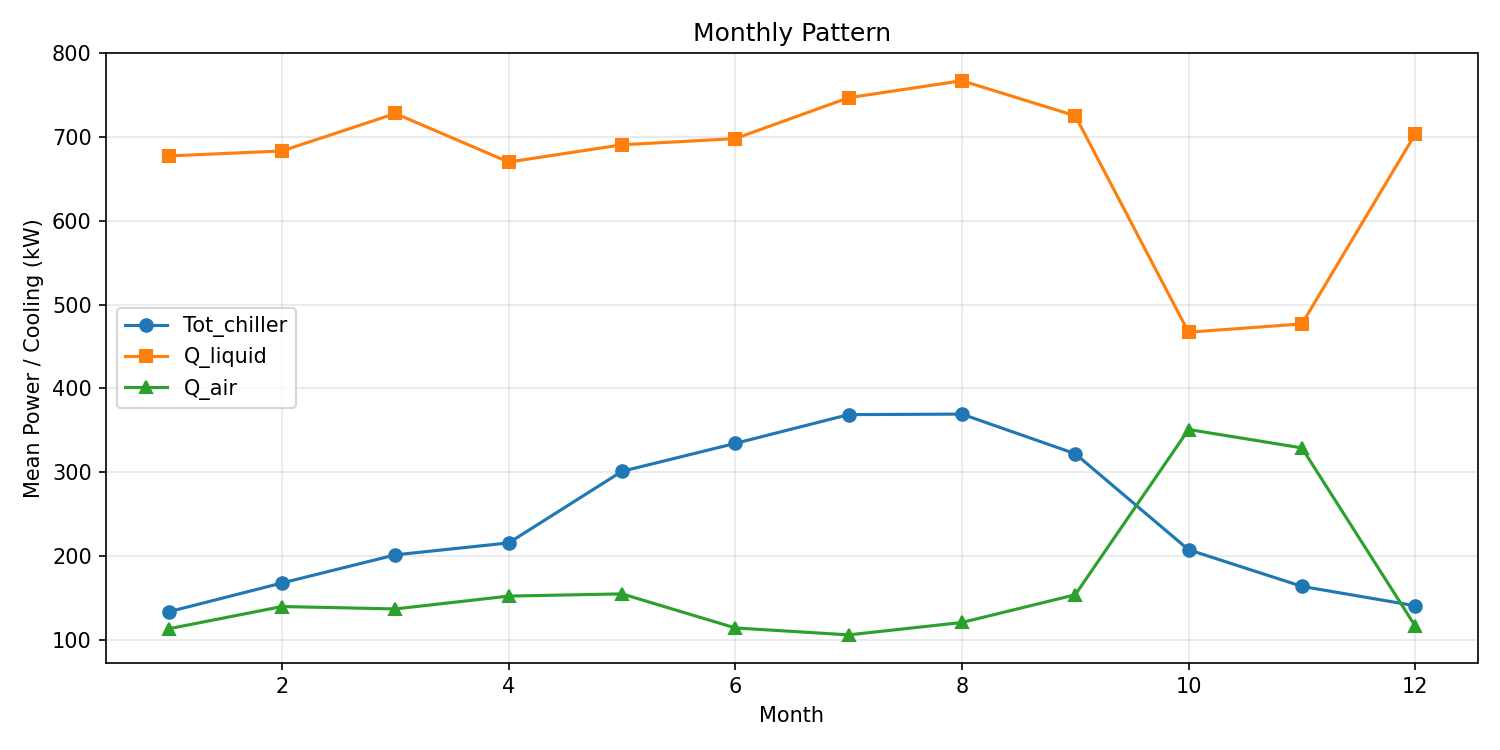 Monthly Pattern
Mean Power / Cooling (kW)
800
700
600
500
400
300
200
100
Tot_chiller
Q_liquid
Q_air
2 4 6 8 10 12
Month